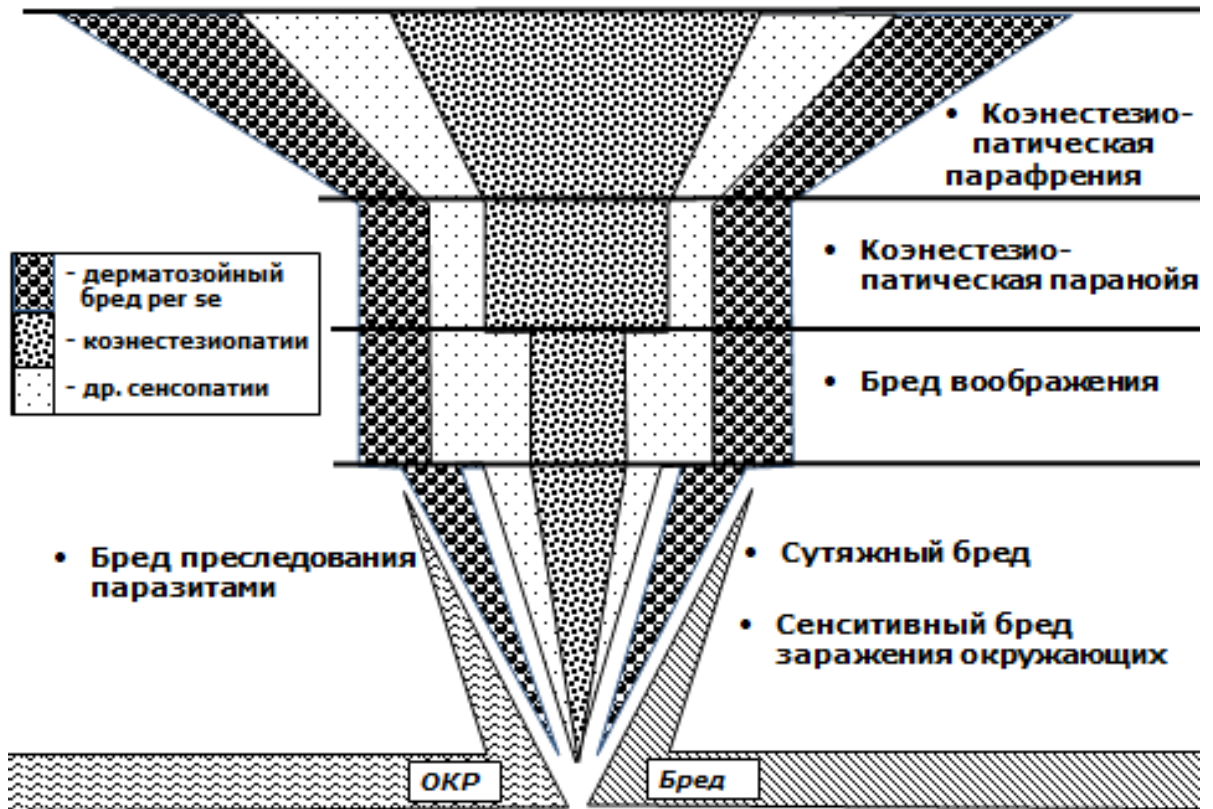 • Коэнестезио-
патическая
парафрения
• Коэнестезио-
патическая паранойя
- дерматозойный
бред per se
- коэнестезиопатии
- др. сенсопатии
• Бред воображения
• Бред преследования
паразитами
• Сутяжный бред
• Сенситивный бред
заражения окружающих
ОКР
Бред